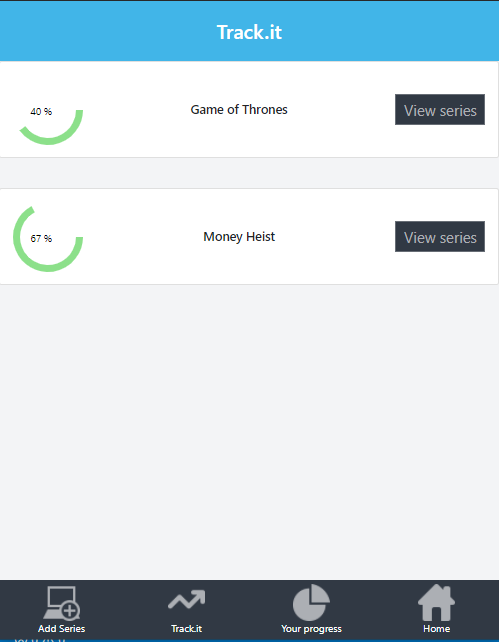 Track.it
40 %
Game of Thrones
View series
67 %
Money Heist
View series
Add Series
Track.it
Your progress
Home